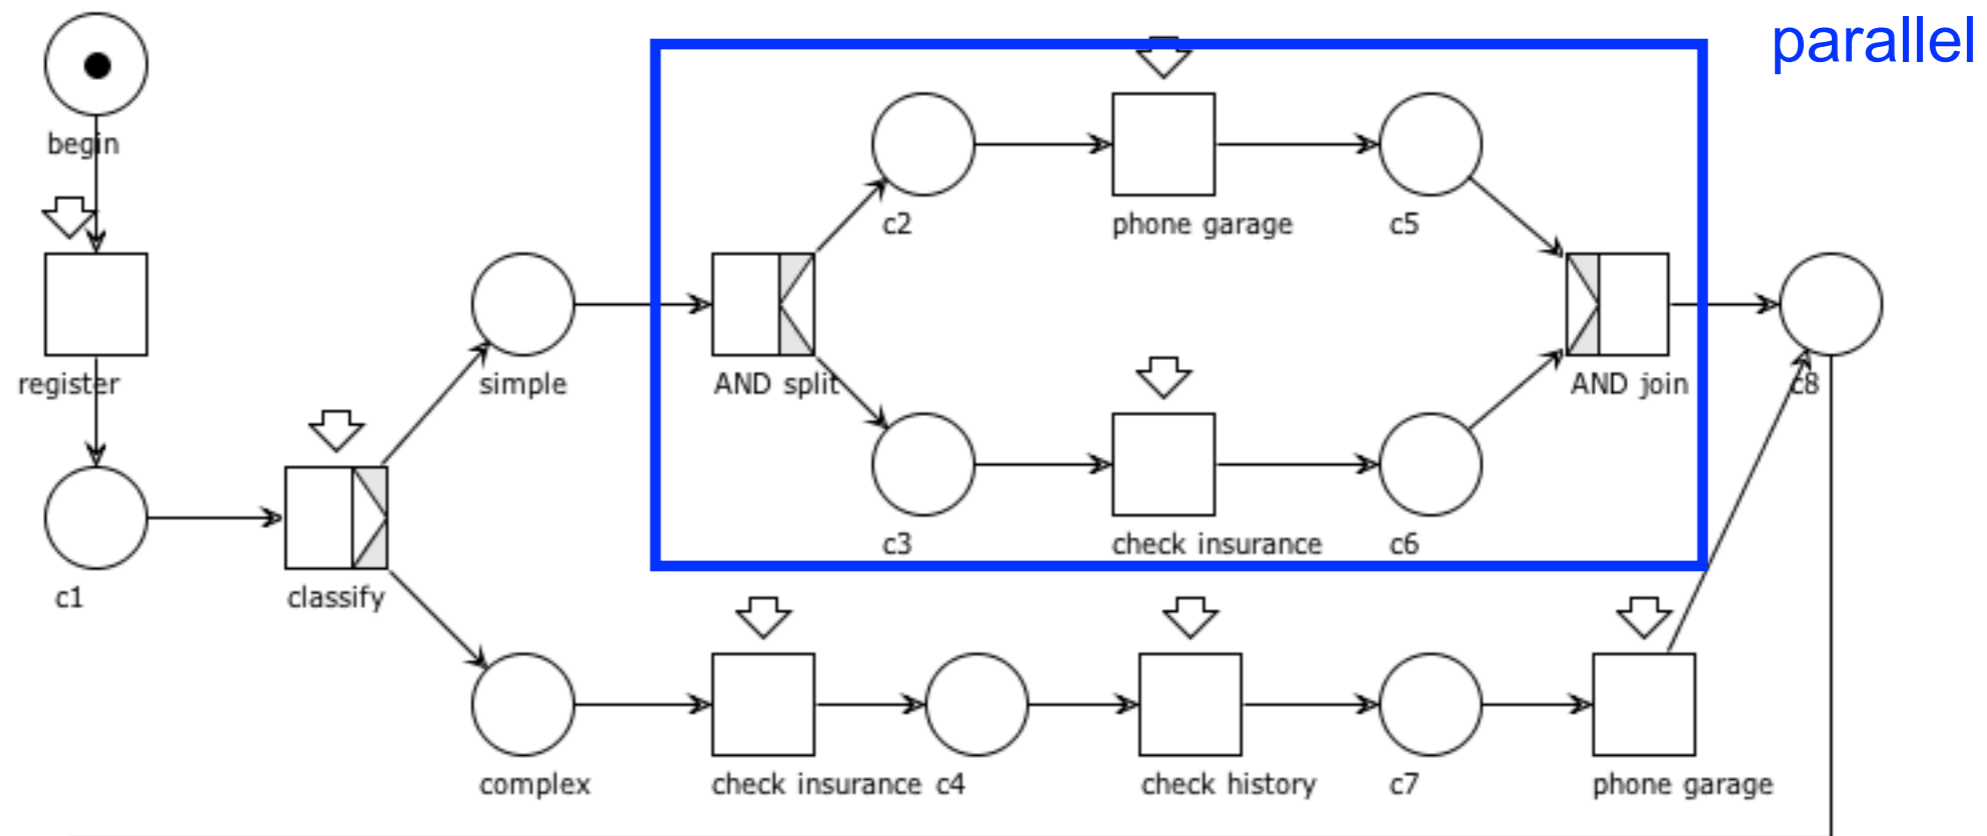 parallel
begin
phone garage
c2
c5
register
simple
AND split
AND join
c8
c3
check insurance
c6
c1
classify
complex
check insurance
c4
check history
c7
phone garage